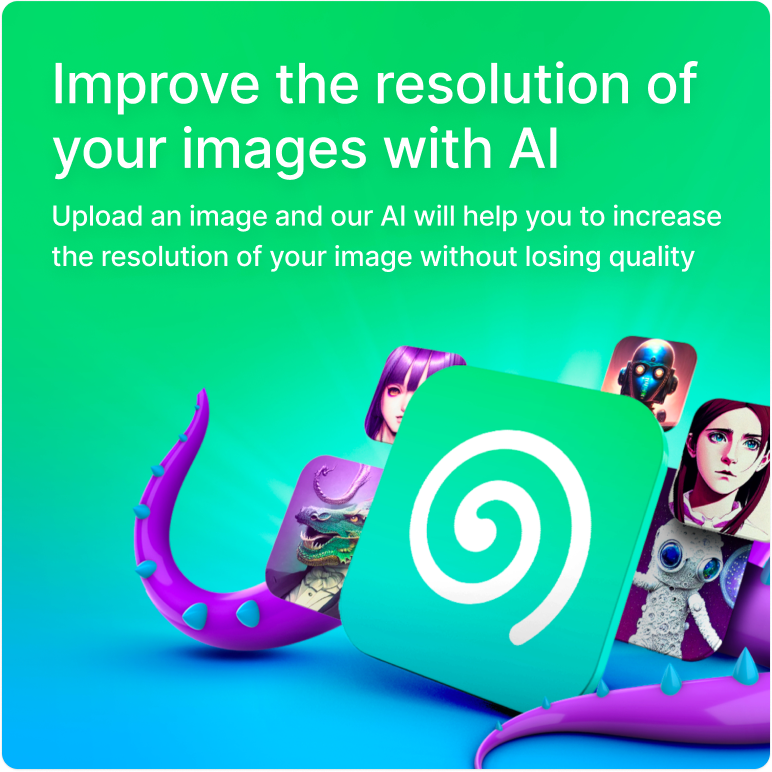 Improve the resolution of
your images with AI
Upload an image and our AI will help you to increase
the resolution of your image without losing quality